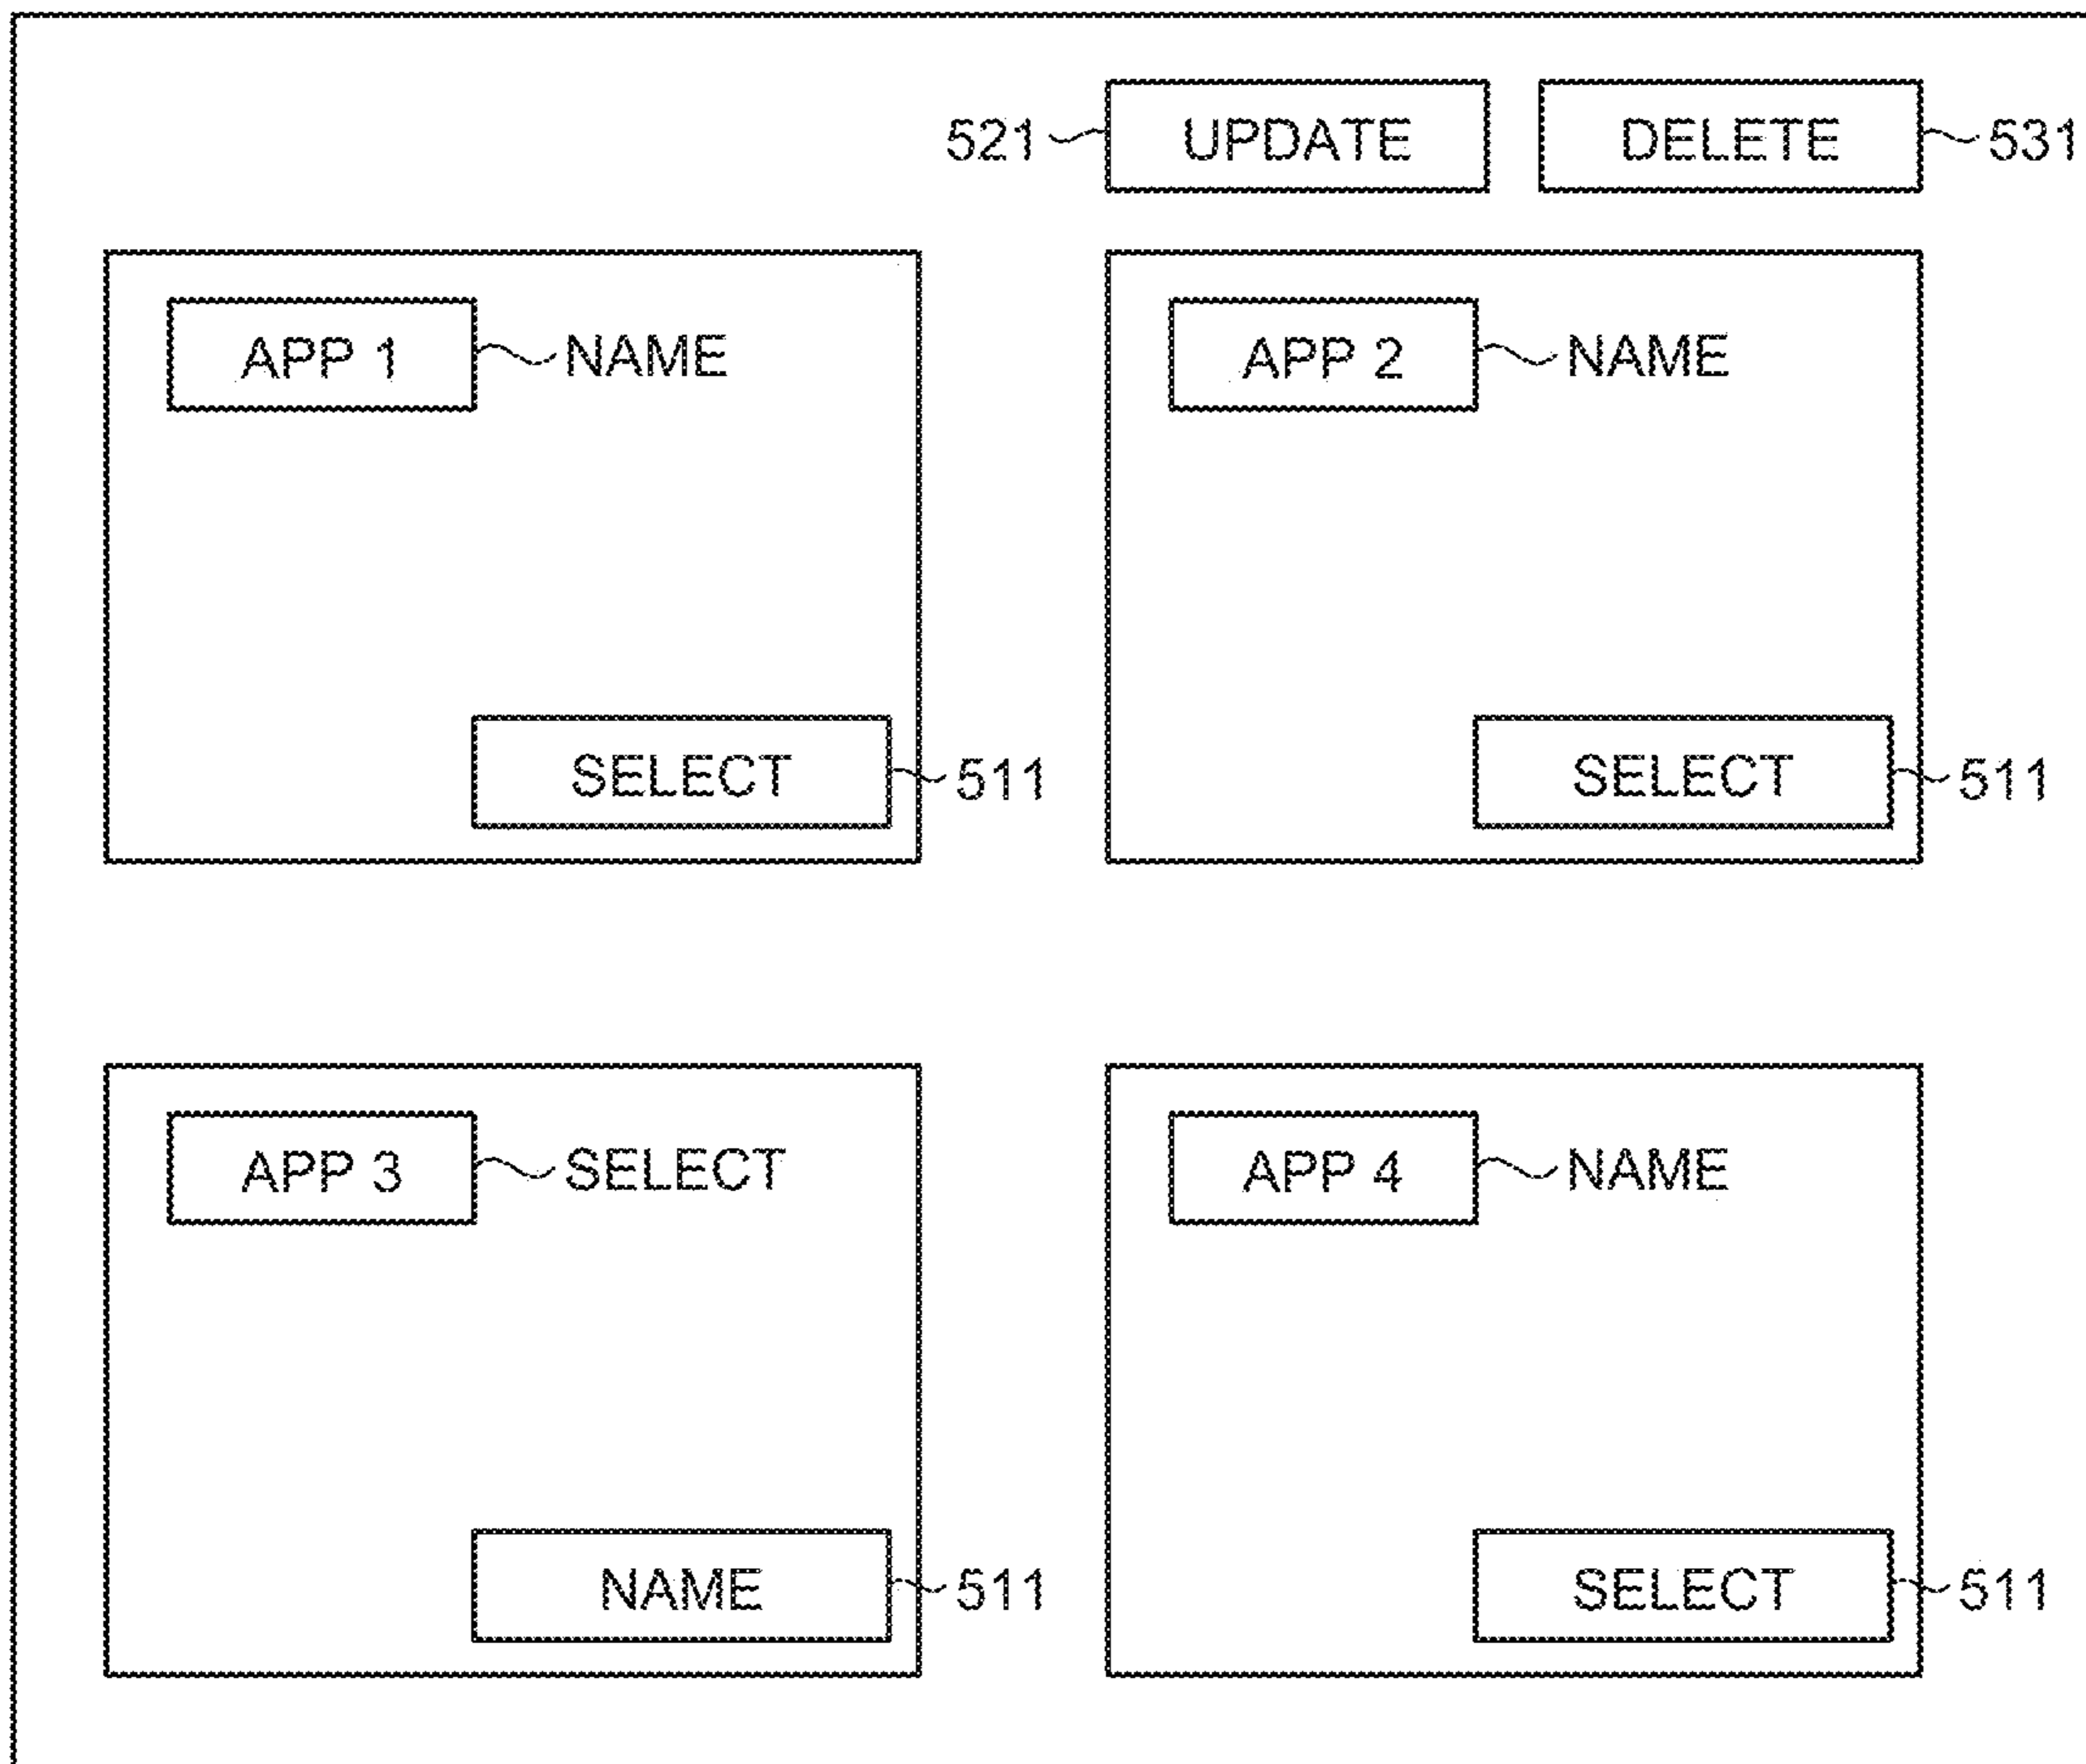 521 UPDATE DELETE 531
APP 1 NAME
APP 2 NAME
SELECT 511
SELECT 511
APP 3 SELECT
APP 4 NAME
NAME 511
SELECT 511